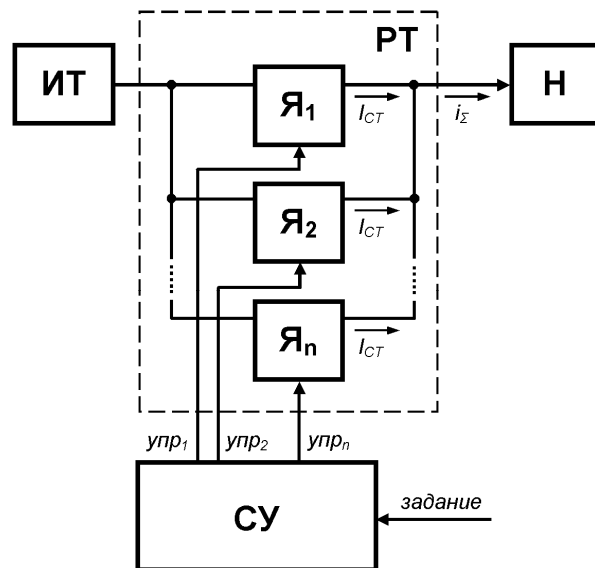 РТ
ИТ
Я1
IСТ
iΣ
Н
Я2
IСТ
Яn
IСТ
упр1
упр2
упрn
СУ
задание